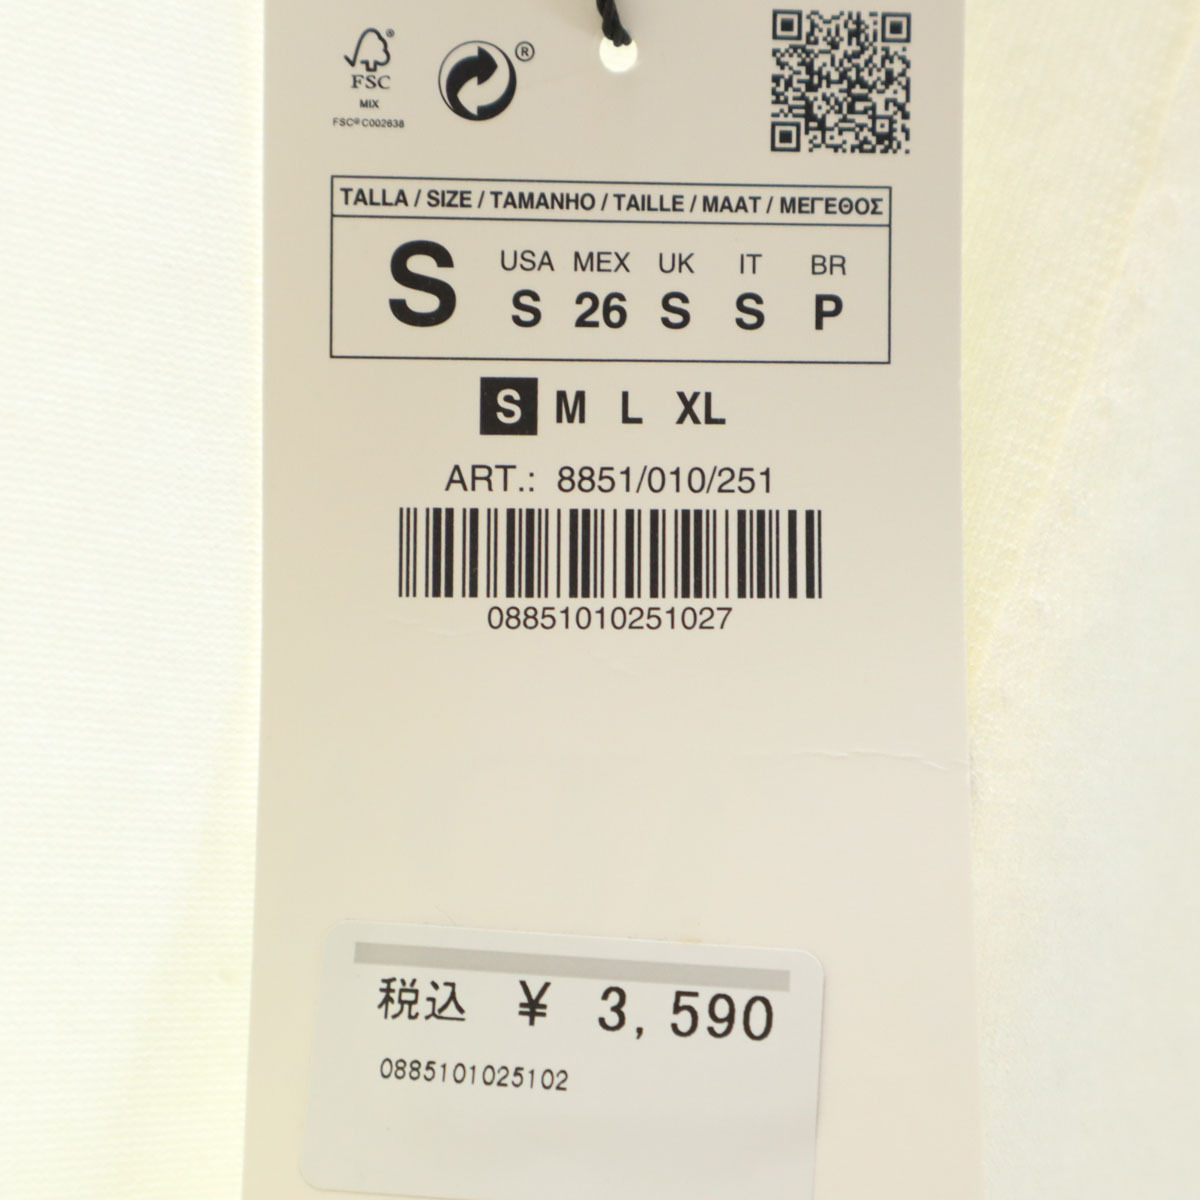 FSC®
MIX
FSC® C002638
®
TALLA / SIZE / TAMANHO / TAILLE / MAAT / ΜΕΓΕΘΟΣ
S
USA MEX UK IT BR
S 26 S S P
S M L XL
ART.: 8851/010/251
08851010251027
税込 ¥ 3,590
0885101025102